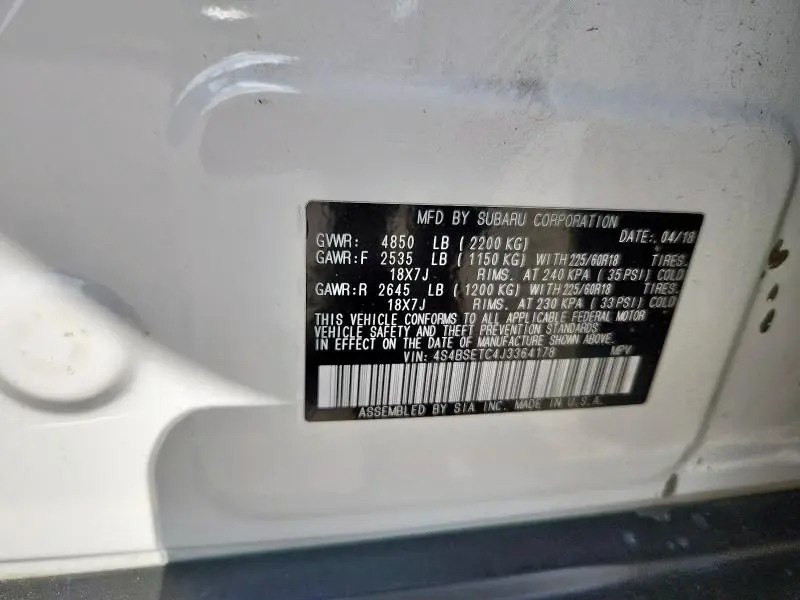 MFD BY SUBARU CORPORATION
DATE: 04/18
GVWR: 4850 LB ( 2200 KG)
GAWR:F 2535 LB ( 1150 KG) WITH 225/60R18 TIRES.
18X7J RIMS. AT 240 KPA ( 35 PSI) COLD
GAWR:R 2645 LB ( 1200 KG) WITH 225/60R18 TIRES.
18X7J RIMS. AT 230 KPA ( 33 PSI) COLD
THIS VEHICLE CONFORMS TO ALL APPLICABLE FEDERAL MOTOR
VEHICLE SAFETY AND THEFT PREVENTION STANDARDS
IN EFFECT ON THE DATE OF MANUFACTURE SHOWN ABOVE.
VIN: 4S4BSETC4J3364178 MPV
ASSEMBLED BY SIA INC. MADE IN U.S.A.